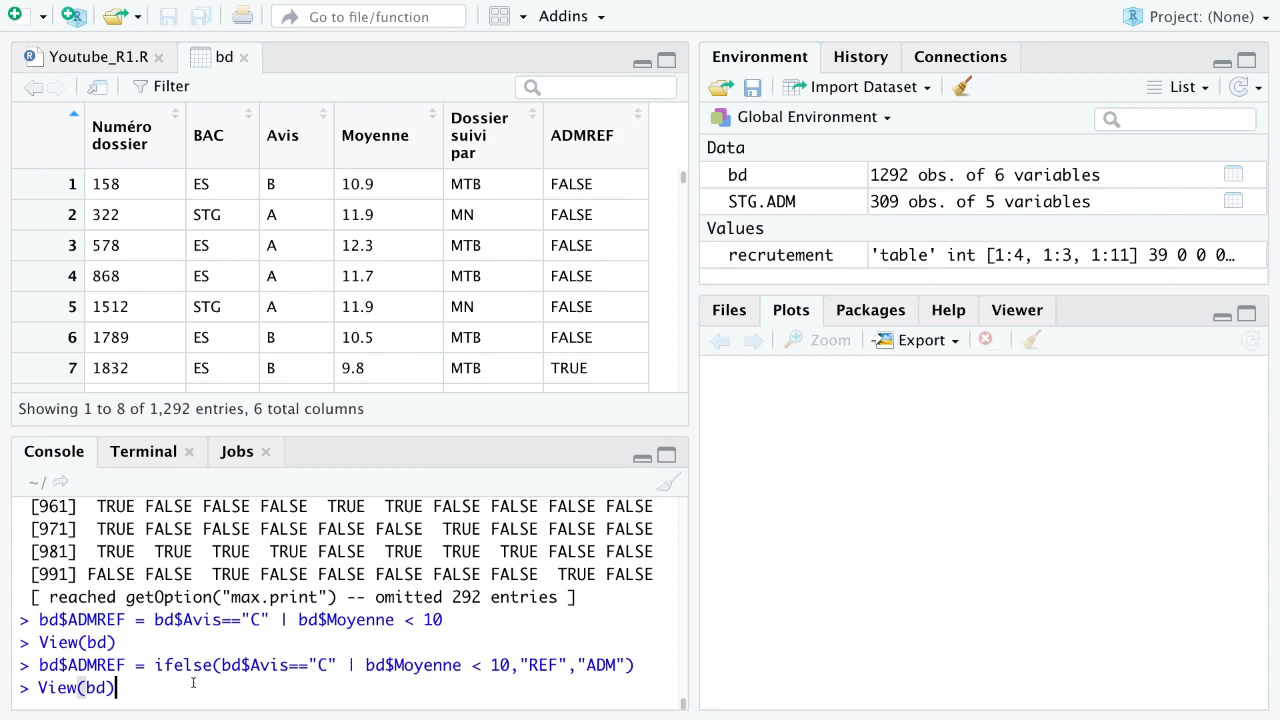 Go to file/function
Addins
Project: (None)
Youtube_R1.R
bd
Filter
Numéro dossier BAC Avis Moyenne Dossier suivi par ADMREF
1 158 ES B 10.9 MTB FALSE
2 322 STG A 11.9 MN FALSE
3 578 ES A 12.3 MTB FALSE
4 868 ES A 11.7 MTB FALSE
5 1512 STG A 11.9 MN FALSE
6 1789 ES B 10.5 MTB FALSE
7 1832 ES B 9.8 MTB TRUE
Showing 1 to 8 of 1,292 entries, 6 total columns
Console Terminal Jobs
~/
[961] TRUE FALSE FALSE FALSE TRUE TRUE FALSE FALSE FALSE FALSE
[971] TRUE FALSE FALSE FALSE FALSE FALSE TRUE FALSE FALSE FALSE
[981] TRUE TRUE TRUE TRUE FALSE TRUE TRUE TRUE FALSE FALSE
[991] FALSE FALSE TRUE FALSE FALSE FALSE FALSE FALSE TRUE FALSE
[ reached getOption("max.print") -- omitted 292 entries ]
> bd$ADMREF = bd$Avis=="C" | bd$Moyenne < 10
> View(bd)
> bd$ADMREF = ifelse(bd$Avis=="C" | bd$Moyenne < 10,"REF","ADM")
> View(bd)
Environment History Connections
Import Dataset
List
Global Environment
Data
bd 1292 obs. of 6 variables
STG.ADM 309 obs. of 5 variables
Values
recrutement 'table' int [1:4, 1:3, 1:11] 39 0 0 0…
Files Plots Packages Help Viewer
Zoom Export